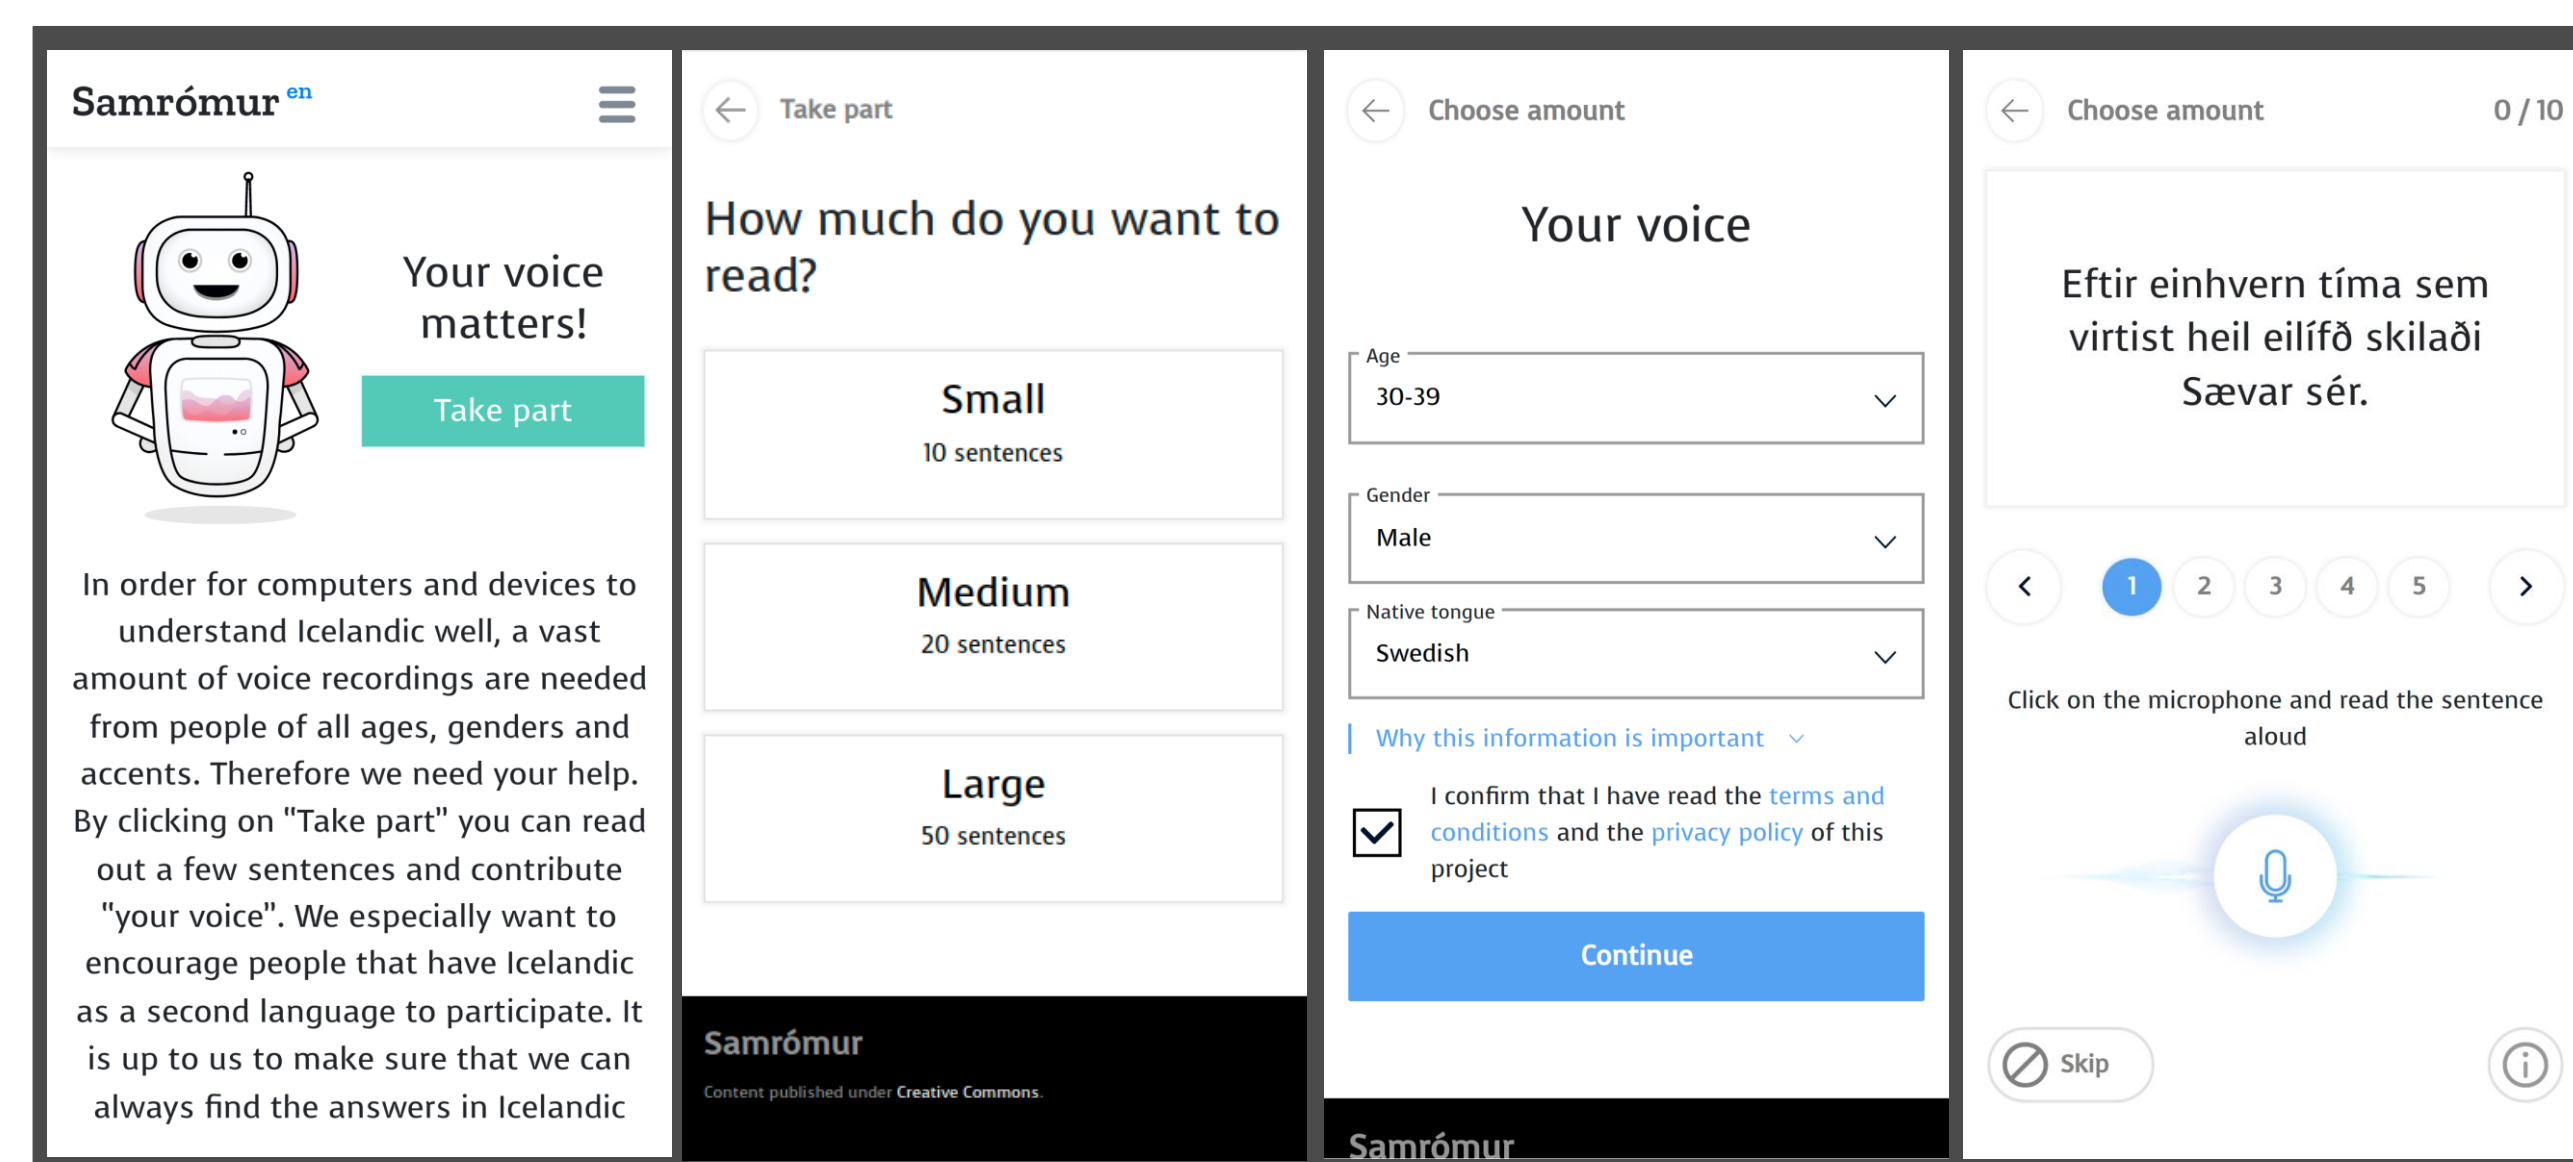 Samrómur en
Your voice
matters!
Take part
In order for computers and devices to
understand Icelandic well, a vast
amount of voice recordings are needed
from people of all ages, genders and
accents. Therefore we need your help.
By clicking on "Take part" you can read
out a few sentences and contribute
"your voice". We especially want to
encourage people that have Icelandic
as a second language to participate. It
is up to us to make sure that we can
always find the answers in Icelandic
Take part
How much do you want to
read?
Small
10 sentences
Medium
20 sentences
Large
50 sentences
Samrómur
Content published under Creative Commons.
Choose amount
Your voice
Age
30-39
Gender
Male
Native tongue
Swedish
Why this information is important
I confirm that I have read the terms and
conditions and the privacy policy of this
project
Continue
Samrómur
Choose amount 0 / 10
Eftir einhvern tíma sem
virtist heil eilífð skilaði
Sævar sér.
1 2 3 4 5
Click on the microphone and read the sentence
aloud
Skip